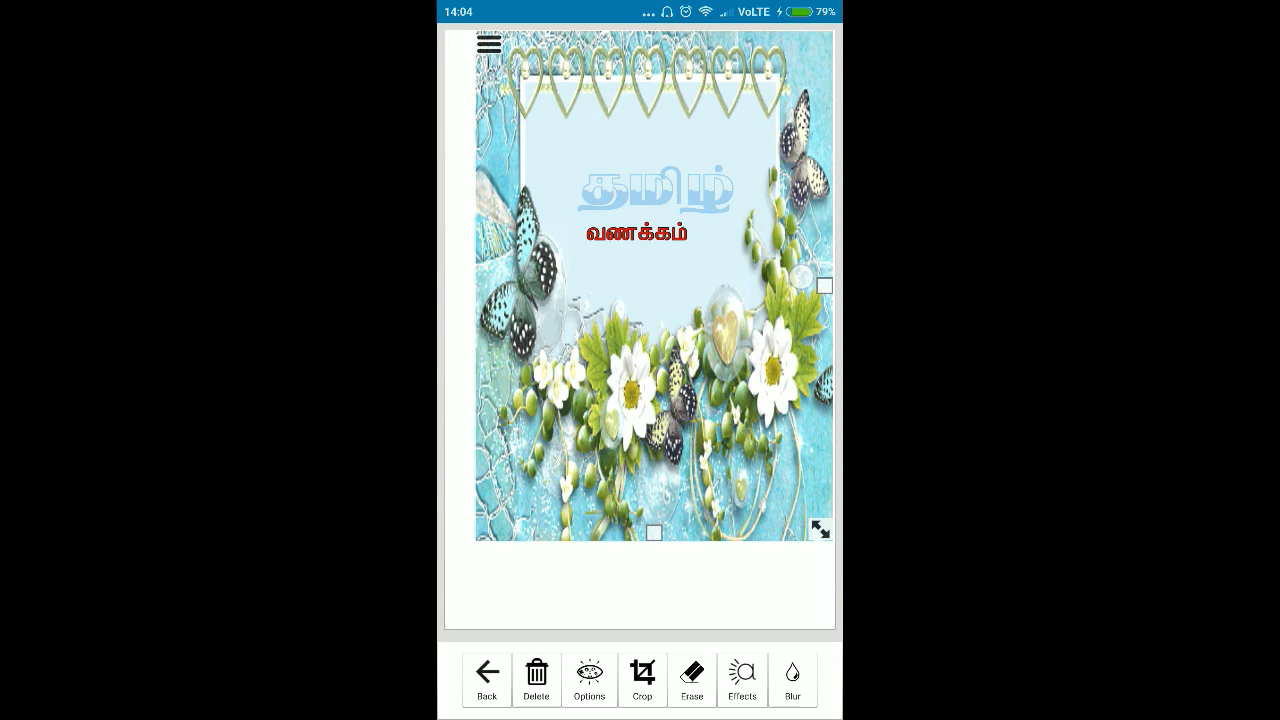 14:04 ... VoLTE 79%
தமிழ்
வணக்கம்
Back Delete Options Crop Erase Effects Blur